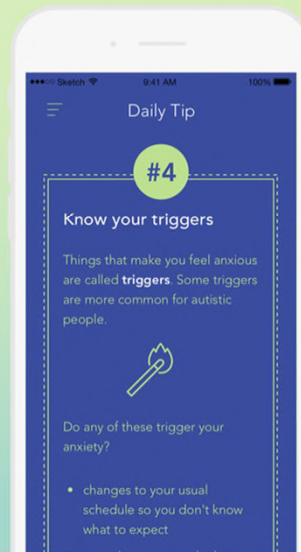 Sketch 9:41 AM 100%
Daily Tip
#4
Know your triggers
Things that make you feel anxious
are called triggers. Some triggers
are more common for autistic
people.
Do any of these trigger your
anxiety?
• changes to your usual
schedule so you don't know
what to expect